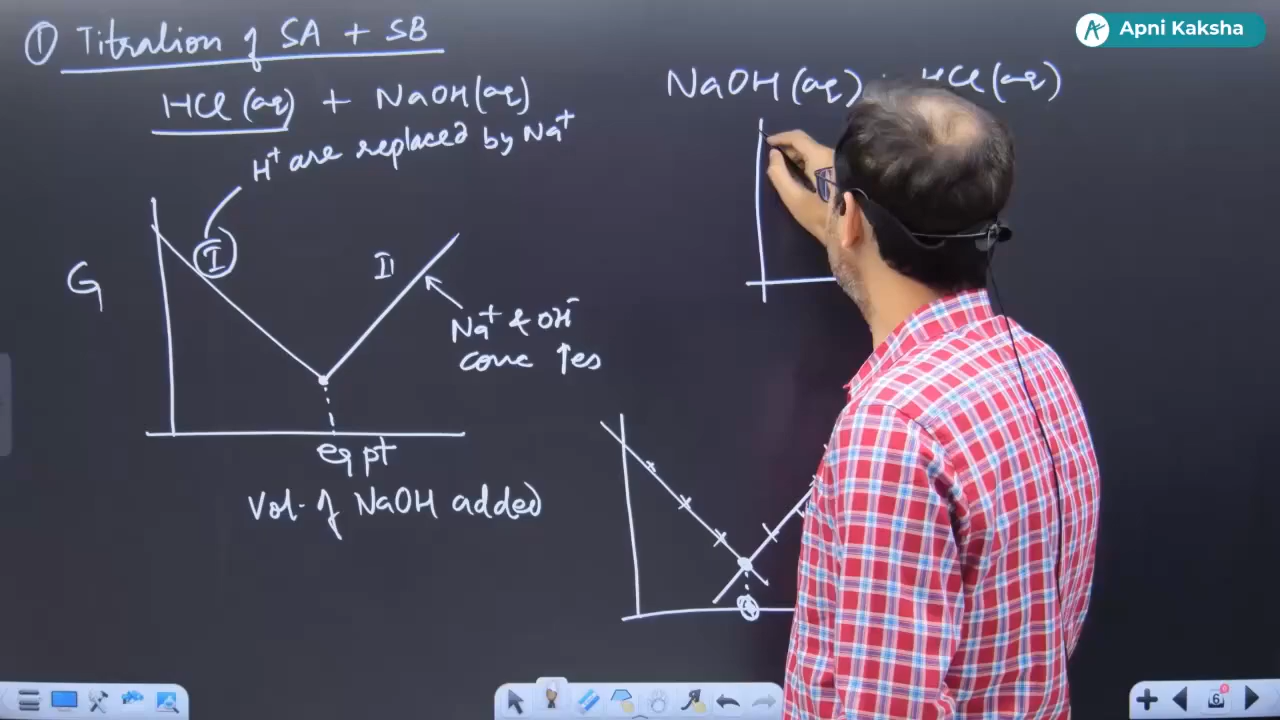 ① Titration of SA + SB
HCl (aq) + NaOH (aq)
H⁺ are replaced by Na⁺
I
II
G
Na⁺ & OH⁻
conc ↑es
eq pt
Vol. of NaOH added
NaOH (aq) HCl (aq)
Apni Kaksha
6